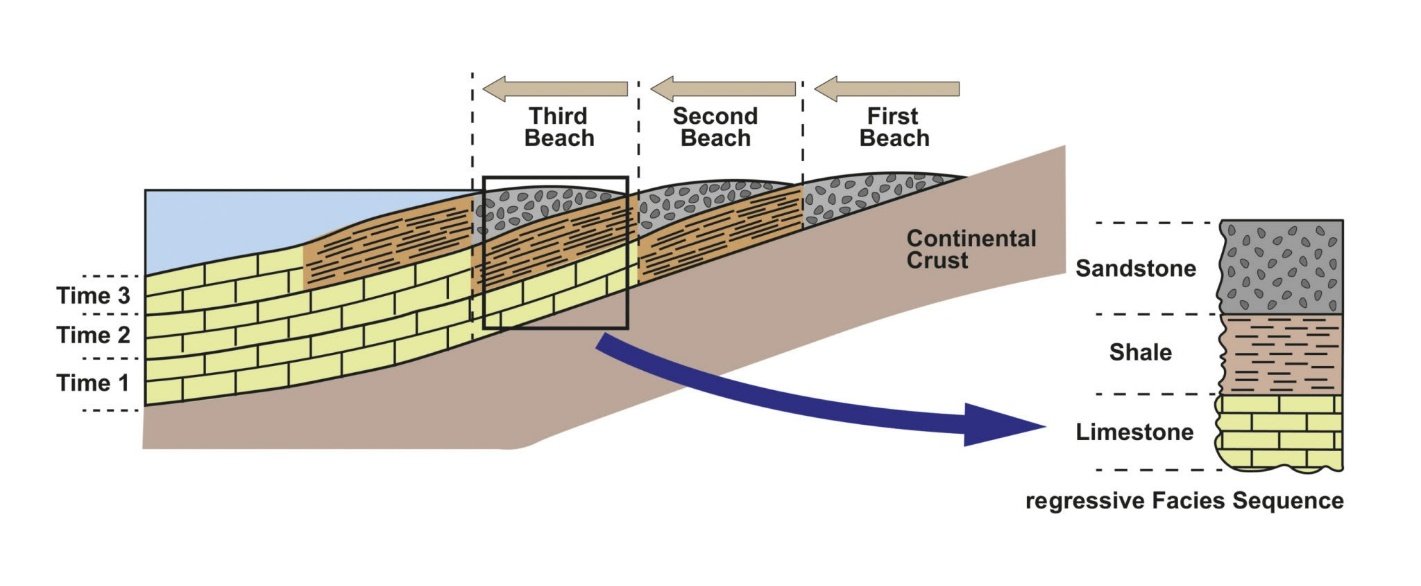 Third
Beach
Second
Beach
First
Beach
Continental
Crust
Time 3
Time 2
Time 1
Sandstone
Shale
Limestone
regressive Facies Sequence